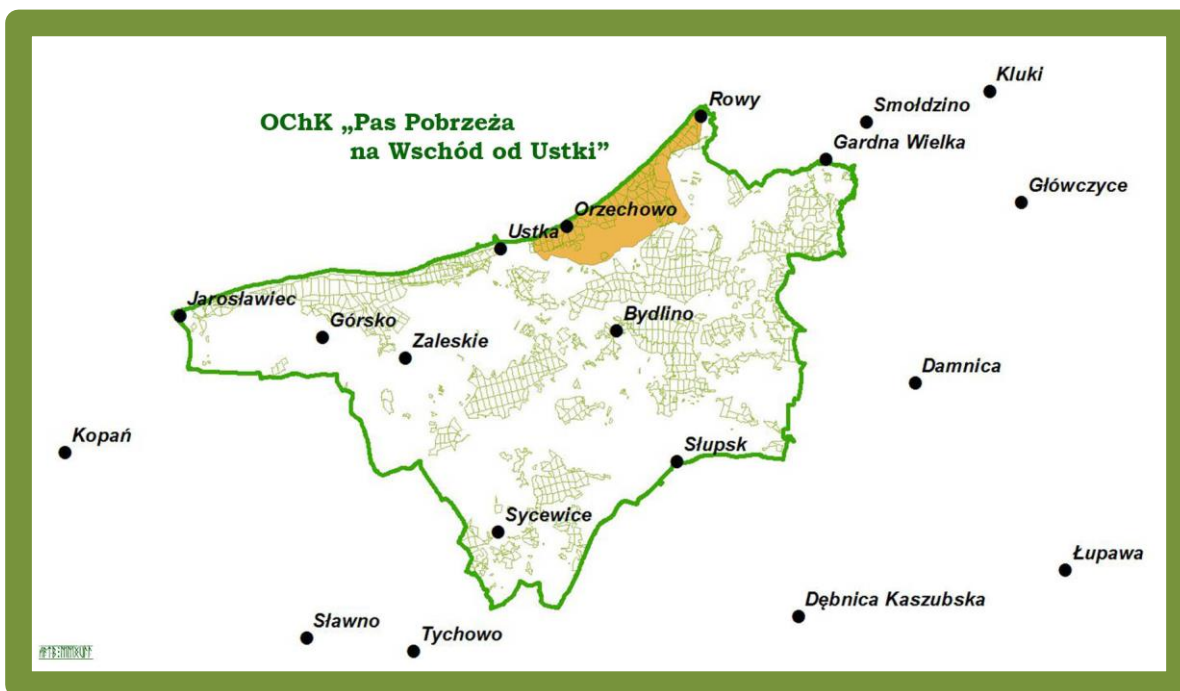 Kluki
Rowy
Smołdzino
OChK „Pas Pobrzeża
na Wschód od Ustki”
Gardna Wielka
Główczyce
Orzechowo
Ustka
Jarosławiec
Bydlino
Górsko
Zaleskie
Damnica
Kopań
Słupsk
Sycewice
Łupawa
Dębnica Kaszubska
Sławno
Tychowo